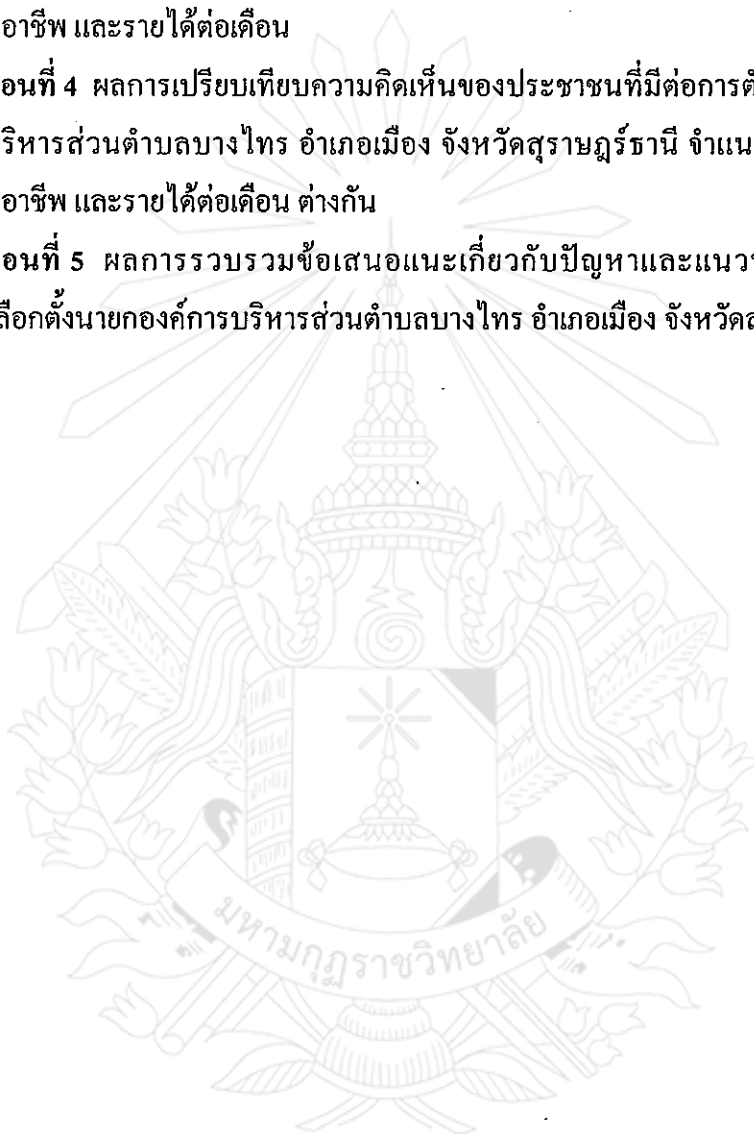 อาชีพ และรายได้ต่อเดือน
อนที่ 4 ผลการเปรียบเทียบความคิดเห็นของประชาชนที่มีต่อการตั
ริหารส่วนตำบลบางไทร อำเภอเมือง จังหวัดสุราษฎร์ธานี จำแน
อาชีพ และรายได้ต่อเดือน ต่างกัน
อนที่ 5 ผลการรวบรวมข้อเสนอแนะเกี่ยวกับปัญหาและแนวท
ลือกตั้งนายกองค์การบริหารส่วนตำบลบางไทร อำเภอเมือง จังหวัดส
มหามกุฏราชวิทยาลัย